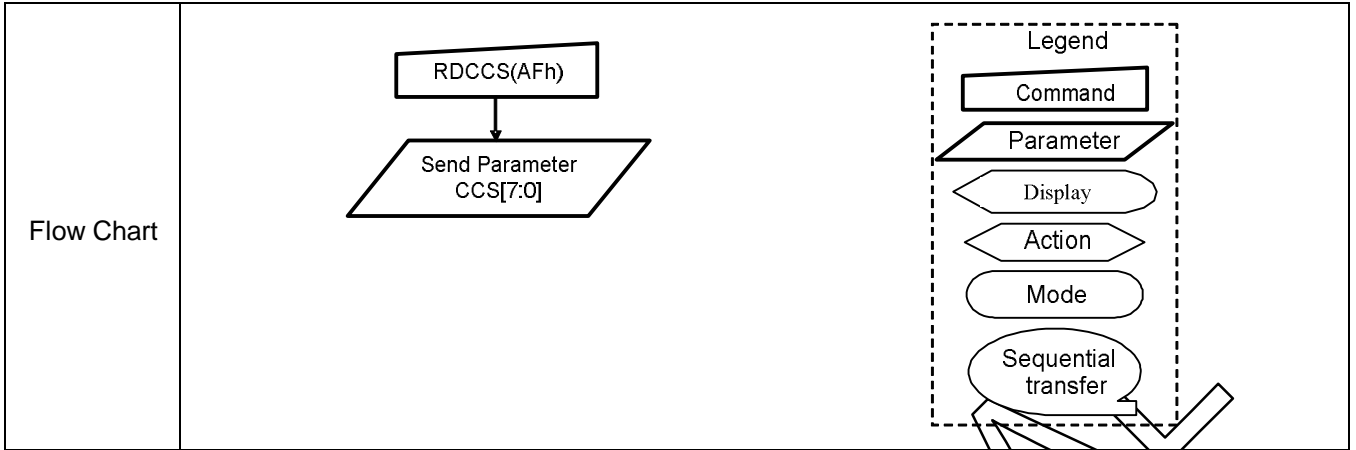 Flow Chart
RDCCS(AFh)
Send Parameter
CCS[7:0]
Legend
Command
Parameter
Display
Action
Mode
Sequential
transfer